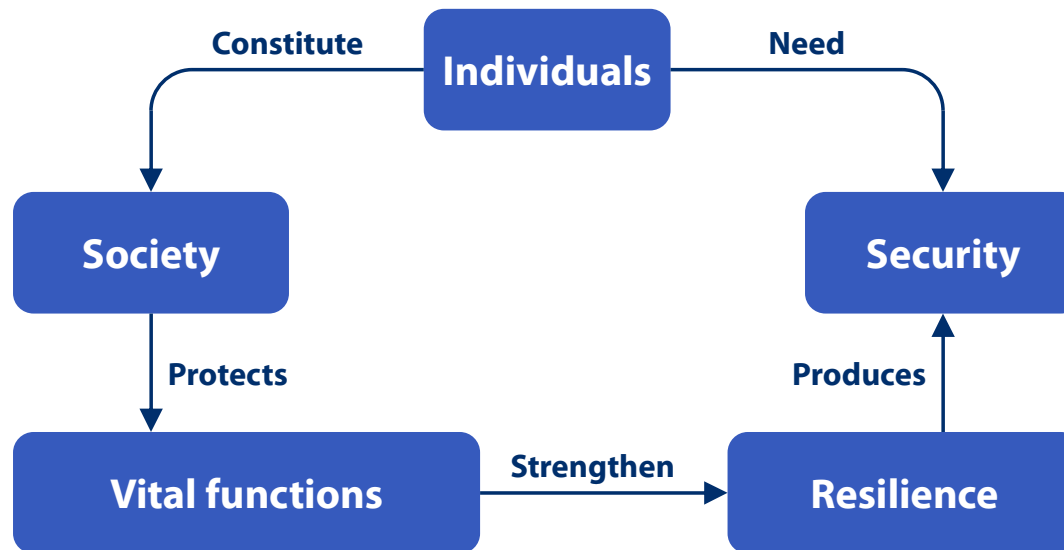 Constitute
Individuals
Need
Society
Security
Protects
Produces
Vital functions
Strengthen
Resilience